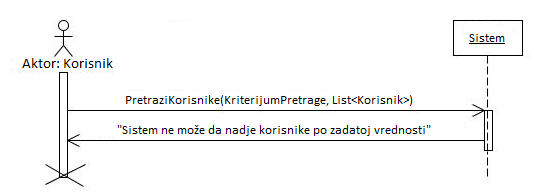 Sistem
Aktor: Korisnik
PretraziKorisnike(KriterijumPretrage, List<Korisnik>)
"Sistem ne može da nadje korisnike po zadatoj vrednosti"